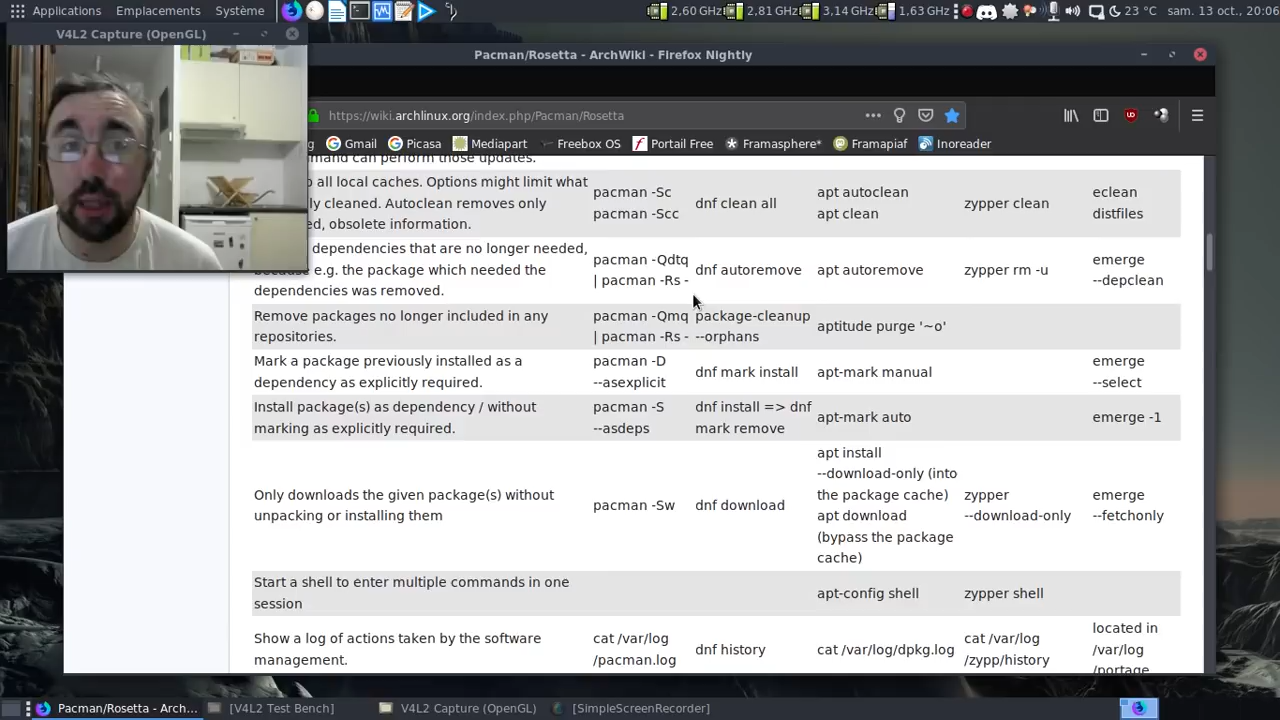 Applications Emplacements Système 2,60 GHz 2,81 GHz 3,14 GHz 1,63 GHz 23 °C sam. 13 oct., 20:06
V4L2 Capture (OpenGL)
Pacman/Rosetta - ArchWiki - Firefox Nightly
https://wiki.archlinux.org/index.php/Pacman/Rosetta
Gmail Picasa Mediapart Freebox OS Portail Free Framasphere* Framapiaf Inoreader
can perform those updates.
all local caches. Options might limit what
cleaned. Autoclean removes only
obsolete information.
pacman -Sc
pacman -Scc
dnf clean all
apt autoclean
apt clean
zypper clean
eclean
distfiles
dependencies that are no longer needed,
e.g. the package which needed the
dependencies was removed.
pacman -Qdtq
| pacman -Rs -
dnf autoremove
apt autoremove
zypper rm -u
emerge
--depclean
Remove packages no longer included in any
repositories.
pacman -Qmq
| pacman -Rs -
package-cleanup
--orphans
aptitude purge '~o'
Mark a package previously installed as a
dependency as explicitly required.
pacman -D
--asexplicit
dnf mark install
apt-mark manual
emerge
--select
Install package(s) as dependency / without
marking as explicitly required.
pacman -S
--asdeps
dnf install => dnf
mark remove
apt-mark auto
emerge -1
Only downloads the given package(s) without
unpacking or installing them
pacman -Sw
dnf download
apt install
--download-only (into
the package cache)
apt download
(bypass the package
cache)
zypper
--download-only
emerge
--fetchonly
Start a shell to enter multiple commands in one
session
apt-config shell
zypper shell
Show a log of actions taken by the software
management.
cat /var/log
/pacman.log
dnf history
cat /var/log/dpkg.log
cat /var/log
/zypp/history
located in
/var/log
/portage
Pacman/Rosetta - Arch... [V4L2 Test Bench] V4L2 Capture (OpenGL) [SimpleScreenRecorder]